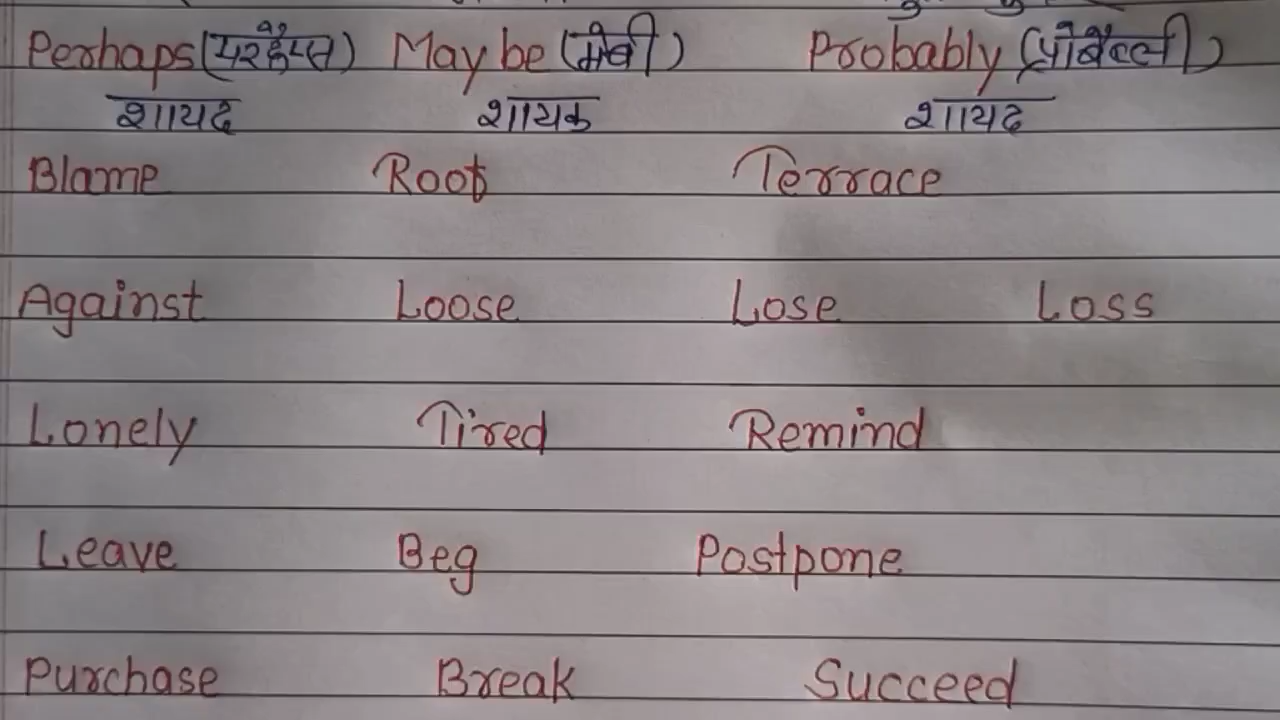 Perhaps (परहैप्स) May be (मेबी) Probably (प्रोबैब्ली)
शायद शायक शायद
Blame Roof Terrace
Against Loose Lose Loss
Lonely Tired Remind
Leave Beg Postpone
Purchase Break Succeed